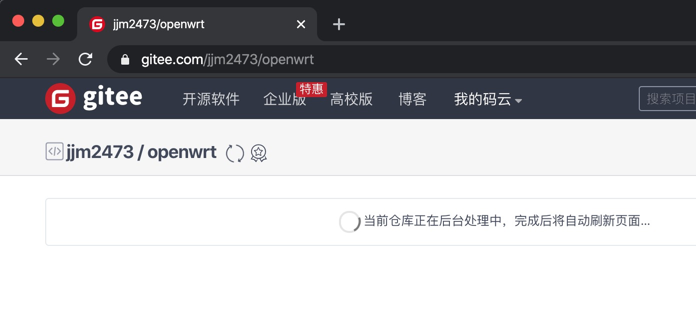 jjm2473/openwrt
gitee.com/jjm2473/openwrt
gitee 开源软件 企业版 特惠 高校版 博客 我的码云 搜索项目
jjm2473 / openwrt
当前仓库正在后台处理中，完成后将自动刷新页面...